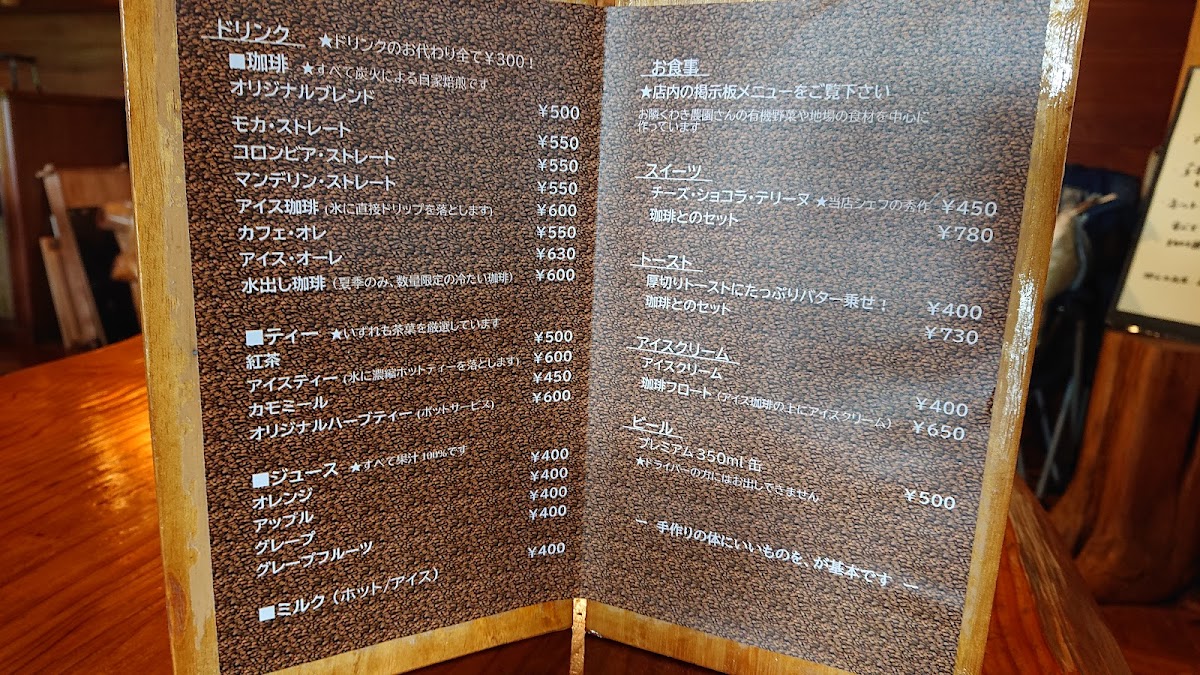 ドリンク ★ドリンクのお代わり全て¥300!
■珈琲 ★すべて炭火による自家焙煎です
オリジナルブレンド ¥500
モカ・ストレート ¥550
コロンビア・ストレート ¥550
マンデリン・ストレート ¥550
アイス珈琲 (氷に直接ドリップを落とします) ¥600
カフェ・オレ ¥550
アイス・オーレ ¥630
水出し珈琲 (夏季のみ、数量限定の冷たい珈琲) ¥600
■ティー ★いずれも茶葉を厳選しています
紅茶 ¥500
アイスティー (氷に濃縮ホットティーを落とします) ¥600
カモミール ¥450
オリジナルハーブティー (ポットサービス) ¥600
■ジュース ★すべて果汁100%です
オレンジ ¥400
アップル ¥400
グレープ ¥400
グレープフルーツ ¥400
■ミルク (ホット/アイス) ¥400
お食事
★店内の掲示板メニューをご覧下さい
お隣くわき農園さんの有機野菜や地場の食材を中心に
作っています
スイーツ
チーズ・ショコラ・テリーヌ ★当店シェフの秀作 ¥450
珈琲とのセット ¥780
トースト
厚切りトーストにたっぷりバター乗せ! ¥400
珈琲とのセット ¥730
アイスクリーム
アイスクリーム ¥400
珈琲フロート (アイス珈琲の上にアイスクリーム) ¥650
ビール
プレミアム 350ml 缶 ¥500
★ドライバーの方にはお出しできません
ー 手作りの体にいいものを、が基本です ー